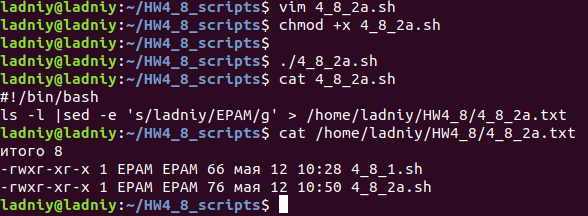 ladniy@ladniy:~/HW4_8_scripts$ vim 4_8_2a.sh
ladniy@ladniy:~/HW4_8_scripts$ chmod +x 4_8_2a.sh
ladniy@ladniy:~/HW4_8_scripts$
ladniy@ladniy:~/HW4_8_scripts$ ./4_8_2a.sh
ladniy@ladniy:~/HW4_8_scripts$ cat 4_8_2a.sh
#!/bin/bash
ls -l |sed -e 's/ladniy/EPAM/g' > /home/ladniy/HW4_8/4_8_2a.txt
ladniy@ladniy:~/HW4_8_scripts$ cat /home/ladniy/HW4_8/4_8_2a.txt
итого 8
-rwxr-xr-x 1 EPAM EPAM 66 мая 12 10:28 4_8_1.sh
-rwxr-xr-x 1 EPAM EPAM 76 мая 12 10:50 4_8_2a.sh
ladniy@ladniy:~/HW4_8_scripts$